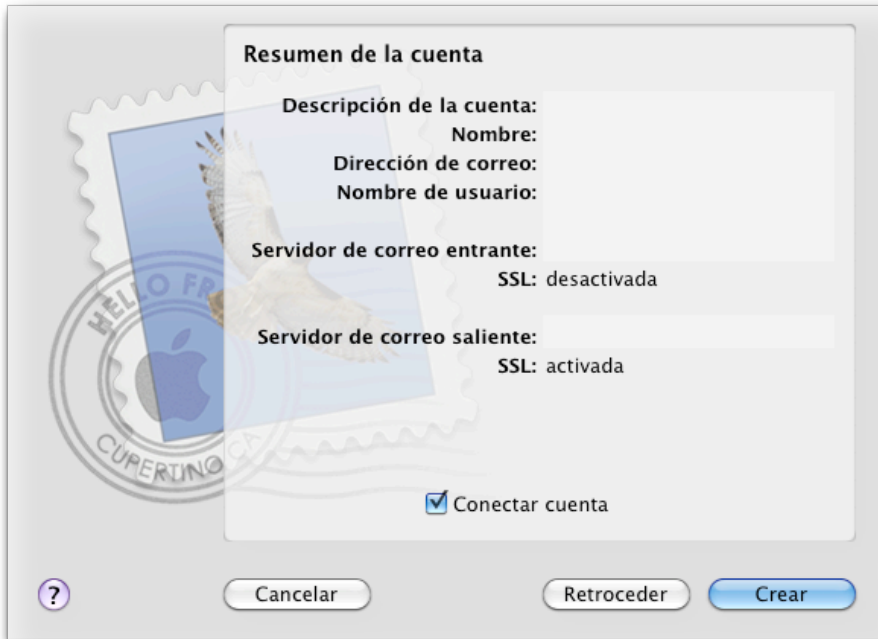 Resumen de la cuenta
Descripción de la cuenta:
Nombre:
Dirección de correo:
Nombre de usuario:
Servidor de correo entrante:
SSL: desactivada
Servidor de correo saliente:
SSL: activada
HELLO FR
CUPERTINO CA
Conectar cuenta
?
Cancelar
Retroceder
Crear